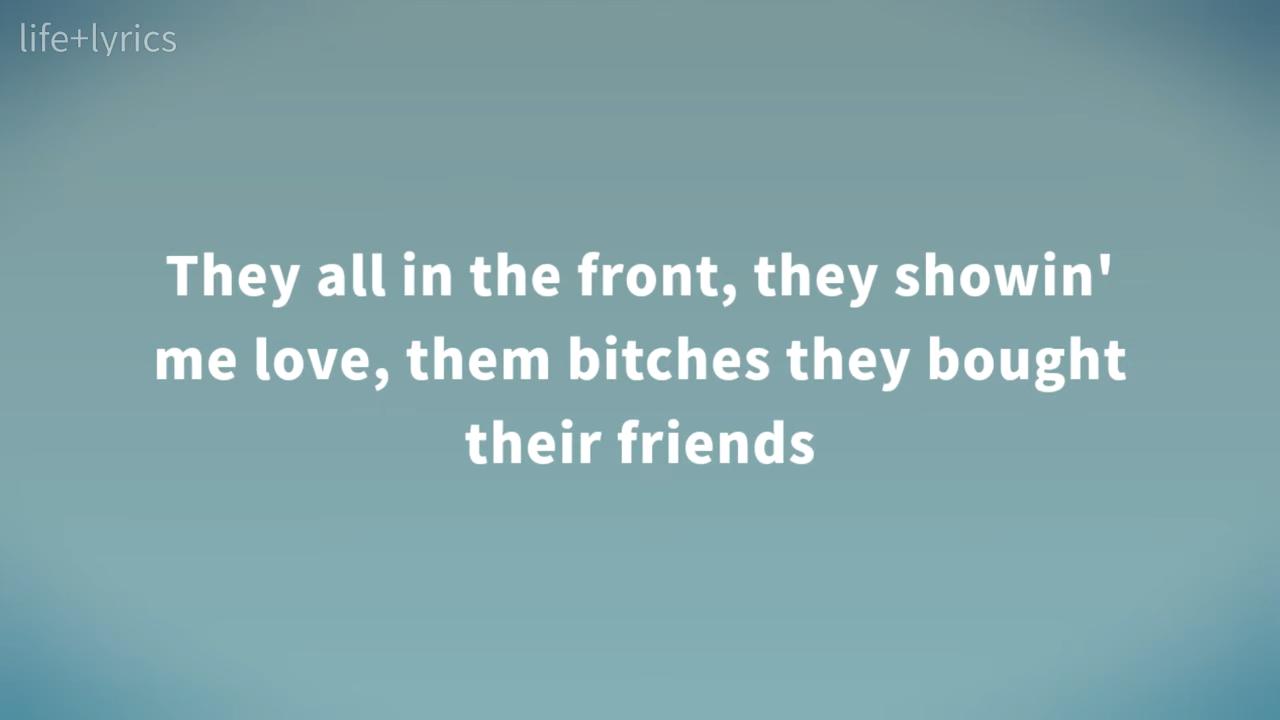 life+lyrics
They all in the front, they showin'
me love, them bitches they bought
their friends